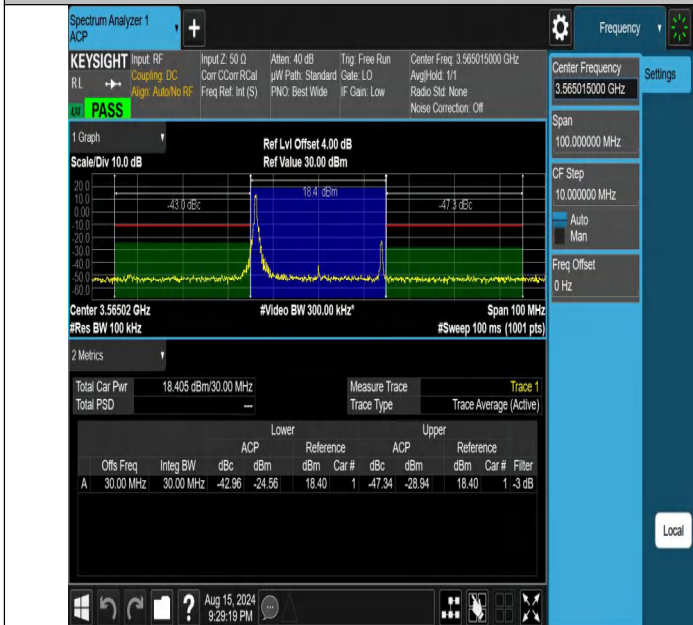 Spectrum Analyzer 1
ACP
Frequency
KEYSIGHT Input: RF Input Z: 50 Ω Atten: 40 dB Trig: Free Run Center Freq: 3.565015000 GHz
RL Coupling: DC Corr CCorr RCal µW Path: Standard Gate: LO Avg|Hold: 1/1
Align: Auto/No RF Freq Ref: Int (S) PNO: Best Wide IF Gain: Low Radio Std: None
PASS Noise Correction: Off
Center Frequency
3.565015000 GHz
Settings
Span
100.000000 MHz
CF Step
10.000000 MHz
Auto
Man
Freq Offset
0 Hz
1 Graph
Ref Lvl Offset 4.00 dB
Scale/Div 10.0 dB Ref Value 30.00 dBm
20.0
10.00
0.00
-10.0
-20.0
-30.0
-40.0
-50.0
-60.0
-43.0 dBc 18.4 dBm -47.3 dBc
Center 3.56502 GHz #Video BW 300.00 kHz* Span 100 MHz
#Res BW 100 kHz #Sweep 100 ms (1001 pts)
2 Metrics
Total Car Pwr 18.405 dBm/30.00 MHz Measure Trace Trace 1
Total PSD --- Trace Type Trace Average (Active)
Lower Upper
ACP Reference ACP Reference
Offs Freq Integ BW dBc dBm dBm Car # dBc dBm dBm Car # Filter
A 30.00 MHz 30.00 MHz -42.96 -24.56 18.40 1 -47.34 -28.94 18.40 1 -3 dB
Local
Aug 15, 2024
9:29:19 PM